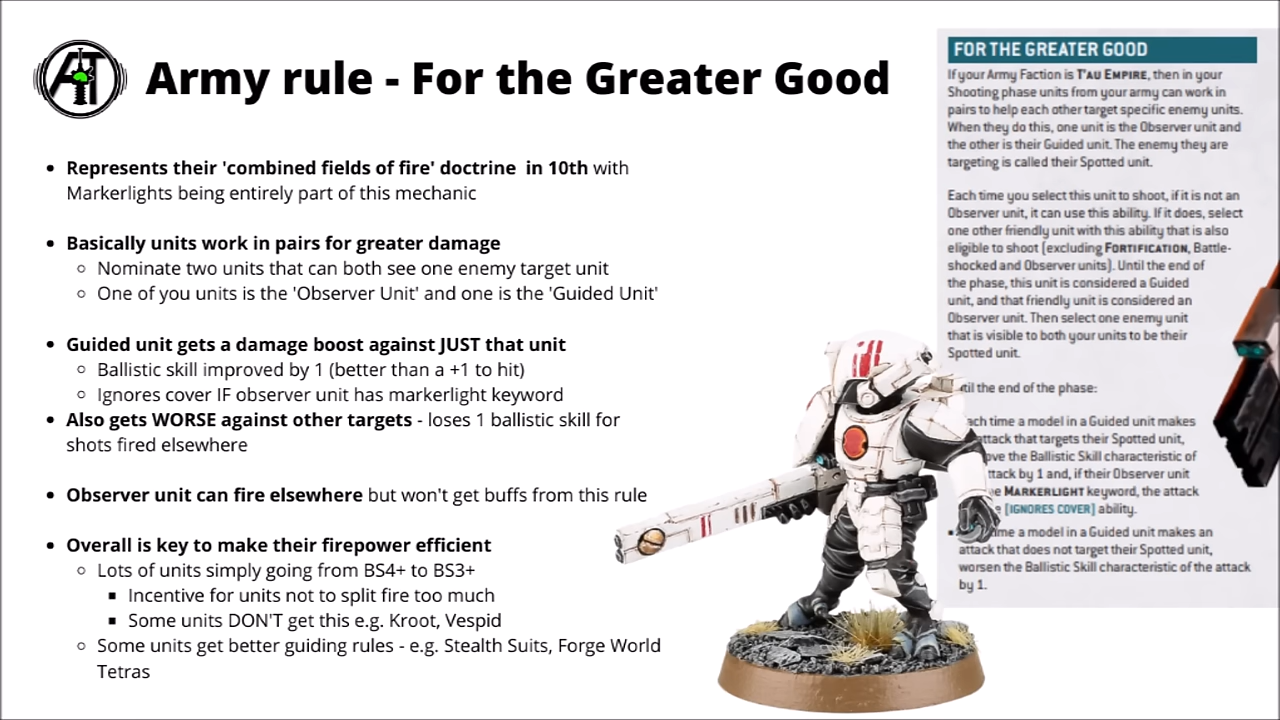 AT
Army rule - For the Greater Good
• Represents their 'combined fields of fire' doctrine in 10th with
Markerlights being entirely part of this mechanic
• Basically units work in pairs for greater damage
○ Nominate two units that can both see one enemy target unit
○ One of you units is the 'Observer Unit' and one is the 'Guided Unit'
• Guided unit gets a damage boost against JUST that unit
○ Ballistic skill improved by 1 (better than a +1 to hit)
○ Ignores cover IF observer unit has markerlight keyword
• Also gets WORSE against other targets - loses 1 ballistic skill for
shots fired elsewhere
• Observer unit can fire elsewhere but won't get buffs from this rule
• Overall is key to make their firepower efficient
○ Lots of units simply going from BS4+ to BS3+
▪ Incentive for units not to split fire too much
▪ Some units DON'T get this e.g. Kroot, Vespid
○ Some units get better guiding rules - e.g. Stealth Suits, Forge World
Tetras
FOR THE GREATER GOOD
If your Army Faction is T'AU EMPIRE, then in your
Shooting phase units from your army can work in
pairs to help each other target specific enemy units.
When they do this, one unit is the Observer unit and
the other is their Guided unit. The enemy they are
targeting is called their Spotted unit.
Each time you select this unit to shoot, if it is not an
Observer unit, it can use this ability. If it does, select
one other friendly unit with this ability that is also
eligible to shoot (excluding FORTIFICATION, Battle-
shocked and Observer units). Until the end of
the phase, this unit is considered a Guided
unit, and that friendly unit is considered an
Observer unit. Then select one enemy unit
that is visible to both your units to be their
Spotted unit.
til the end of the phase:
ach time a model in a Guided unit makes
attack that targets their Spotted unit,
ove the Ballistic Skill characteristic of
ttack by 1 and, if their Observer unit
e MARKERLIGHT keyword, the attack
e [IGNORES COVER] ability.
• me a model in a Guided unit makes an
attack that does not target their Spotted unit,
worsen the Ballistic Skill characteristic of the attack
by 1.